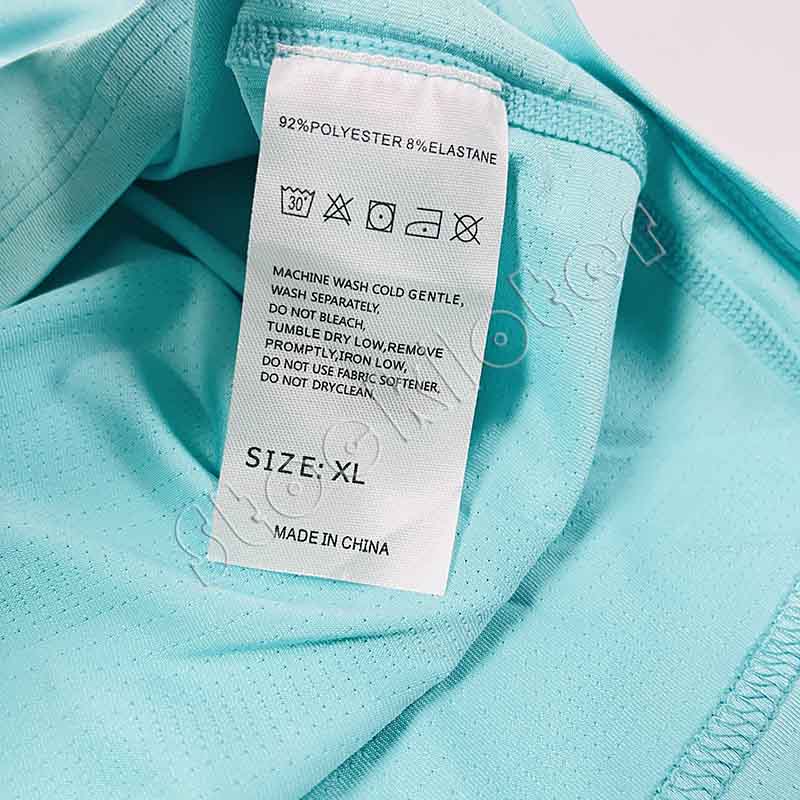 92%POLYESTER 8%ELASTANE
30°
MACHINE WASH COLD GENTLE,
WASH SEPARATELY,
DO NOT BLEACH,
TUMBLE DRY LOW,REMOVE
PROMPTLY,IRON LOW,
DO NOT USE FABRIC SOFTENER,
DO NOT DRYCLEAN.
SIZE: XL
MADE IN CHINA
stocklotor